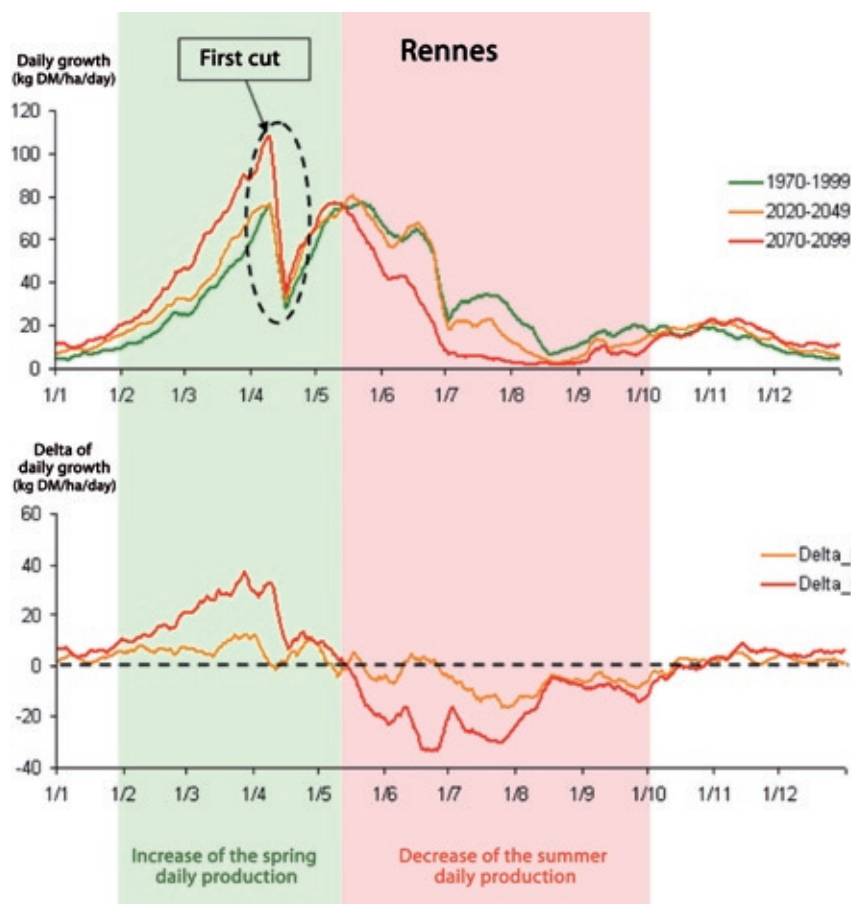 Rennes
First cut
Daily growth
(kg DM/ha/day)
120
100
80
60
40
20
0
1/1 1/2 1/3 1/4 1/5 1/6 1/7 1/8 1/9 1/10 1/11 1/12
1970-1999
2020-2049
2070-2099
Delta of
daily growth
(kg DM/ha/day)
60
40
20
0
-20
-40
1/1 1/2 1/3 1/4 1/5 1/6 1/7 1/8 1/9 1/10 1/11 1/12
Delta_
Delta_
Increase of the spring
daily production
Decrease of the summer
daily production